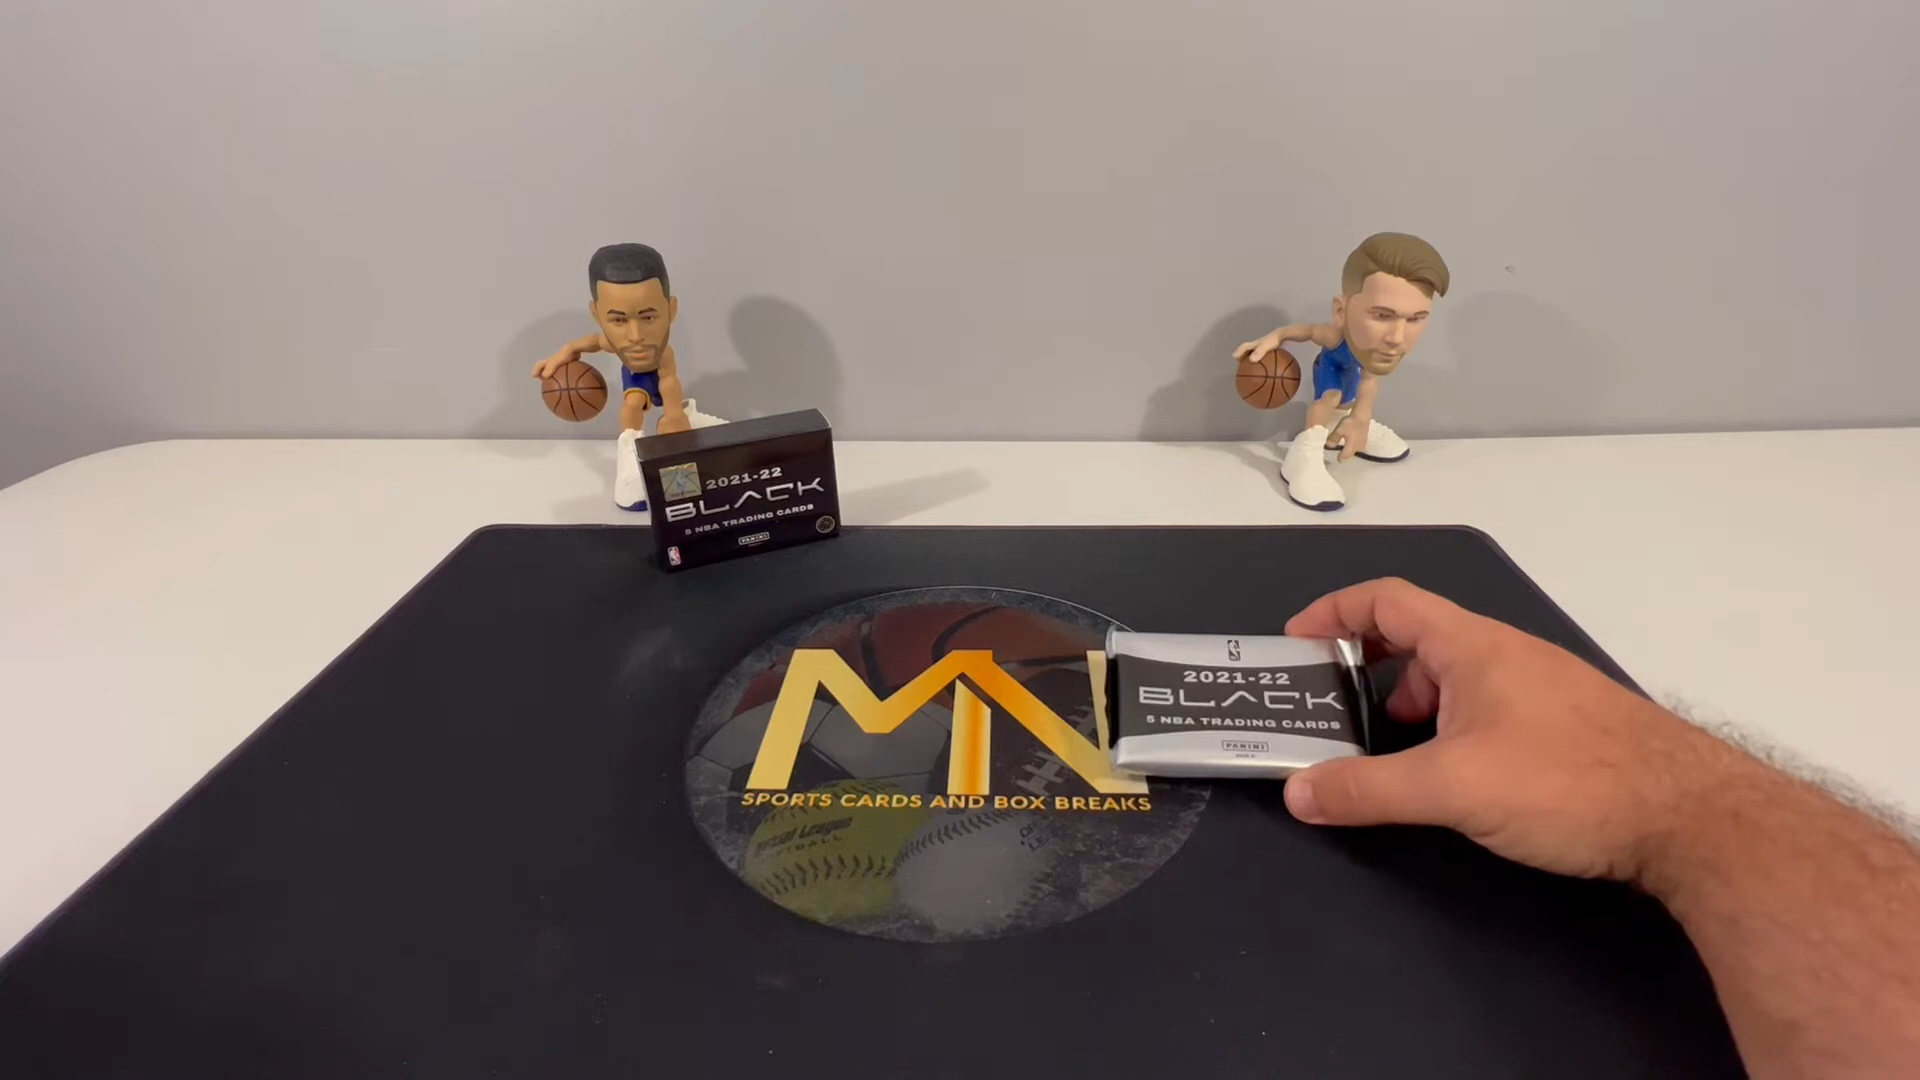 2021-22
BLACK
5 NBA TRADING CARDS
PANINI
2021-22
BLACK
5 NBA TRADING CARDS
PANINI
MN
SPORTS CARDS AND BOX BREAKS